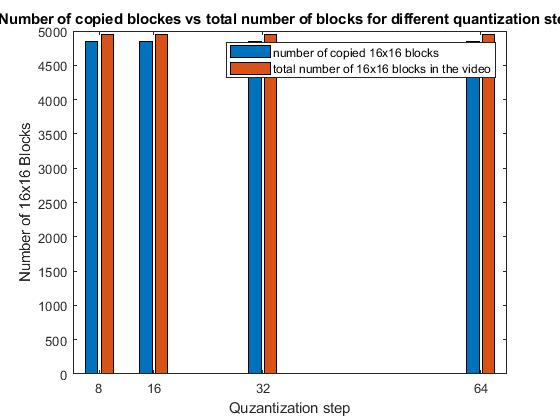 Number of copied blockes vs total number of blocks for different quantization ste
5000
4500
4000
3500
3000
2500
2000
1500
1000
500
0
number of copied 16x16 blocks
total number of 16x16 blocks in the video
Number of 16x16 Blocks
8 16 32 64
Quzantization step